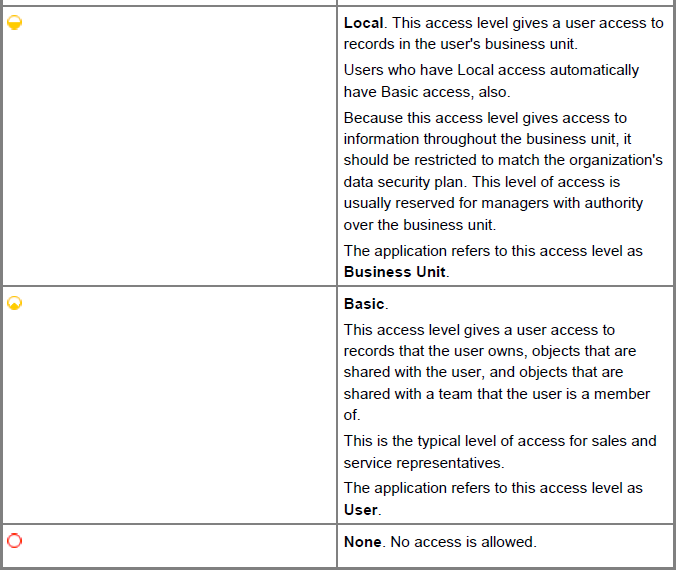 Local. This access level gives a user access to
records in the user's business unit.
Users who have Local access automatically
have Basic access, also.
Because this access level gives access to
information throughout the business unit, it
should be restricted to match the organization's
data security plan. This level of access is
usually reserved for managers with authority
over the business unit.
The application refers to this access level as
Business Unit.
Basic.
This access level gives a user access to
records that the user owns, objects that are
shared with the user, and objects that are
shared with a team that the user is a member
of.
This is the typical level of access for sales and
service representatives.
The application refers to this access level as
User.
None. No access is allowed.